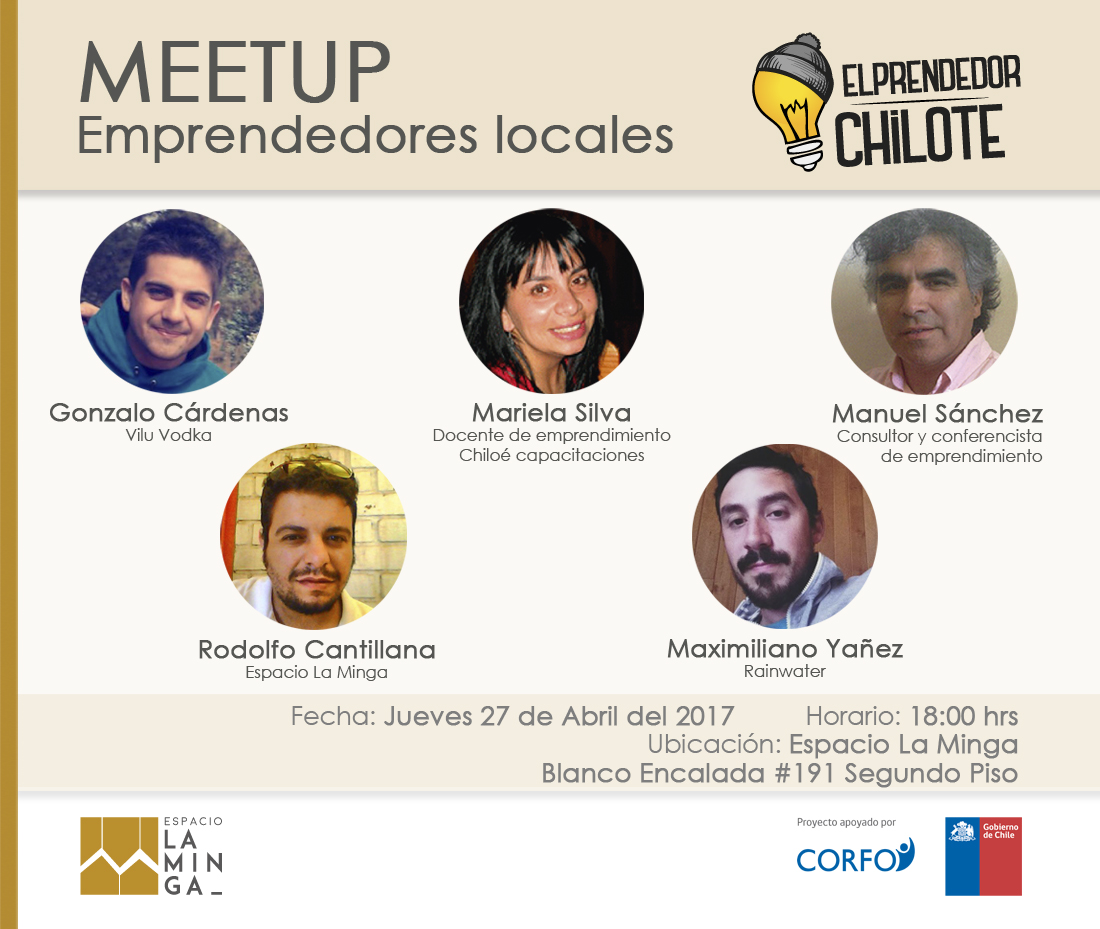 MEETUP
Emprendedores locales
ELPRENDEDOR
CHiLOTE
Gonzalo Cárdenas
Vilu Vodka
Mariela Silva
Docente de emprendimiento
Chiloé capacitaciones
Manuel Sánchez
Consultor y conferencista
de emprendimiento
Rodolfo Cantillana
Espacio La Minga
Maximiliano Yañez
Rainwater
Fecha: Jueves 27 de Abril del 2017 Horario: 18:00 hrs
Ubicación: Espacio La Minga
Blanco Encalada #191 Segundo Piso
ESPACIO
LA
MIN
GA_
Proyecto apoyado por
CORFO
Gobierno
de Chile